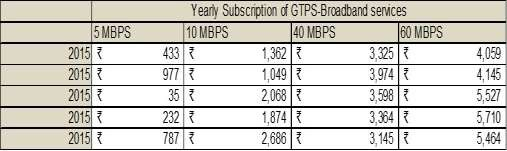 Yearly Subscription of GTPS-Broadband services
5 MBPS 10 MBPS 40 MBPS 60 MBPS
2015 ₹ 433 ₹ 1,362 ₹ 3,325 ₹ 4,059
2015 ₹ 977 ₹ 1,049 ₹ 3,974 ₹ 4,145
2015 ₹ 35 ₹ 2,068 ₹ 3,598 ₹ 5,527
2015 ₹ 232 ₹ 1,874 ₹ 3,364 ₹ 5,710
2015 ₹ 787 ₹ 2,686 ₹ 3,145 ₹ 5,464